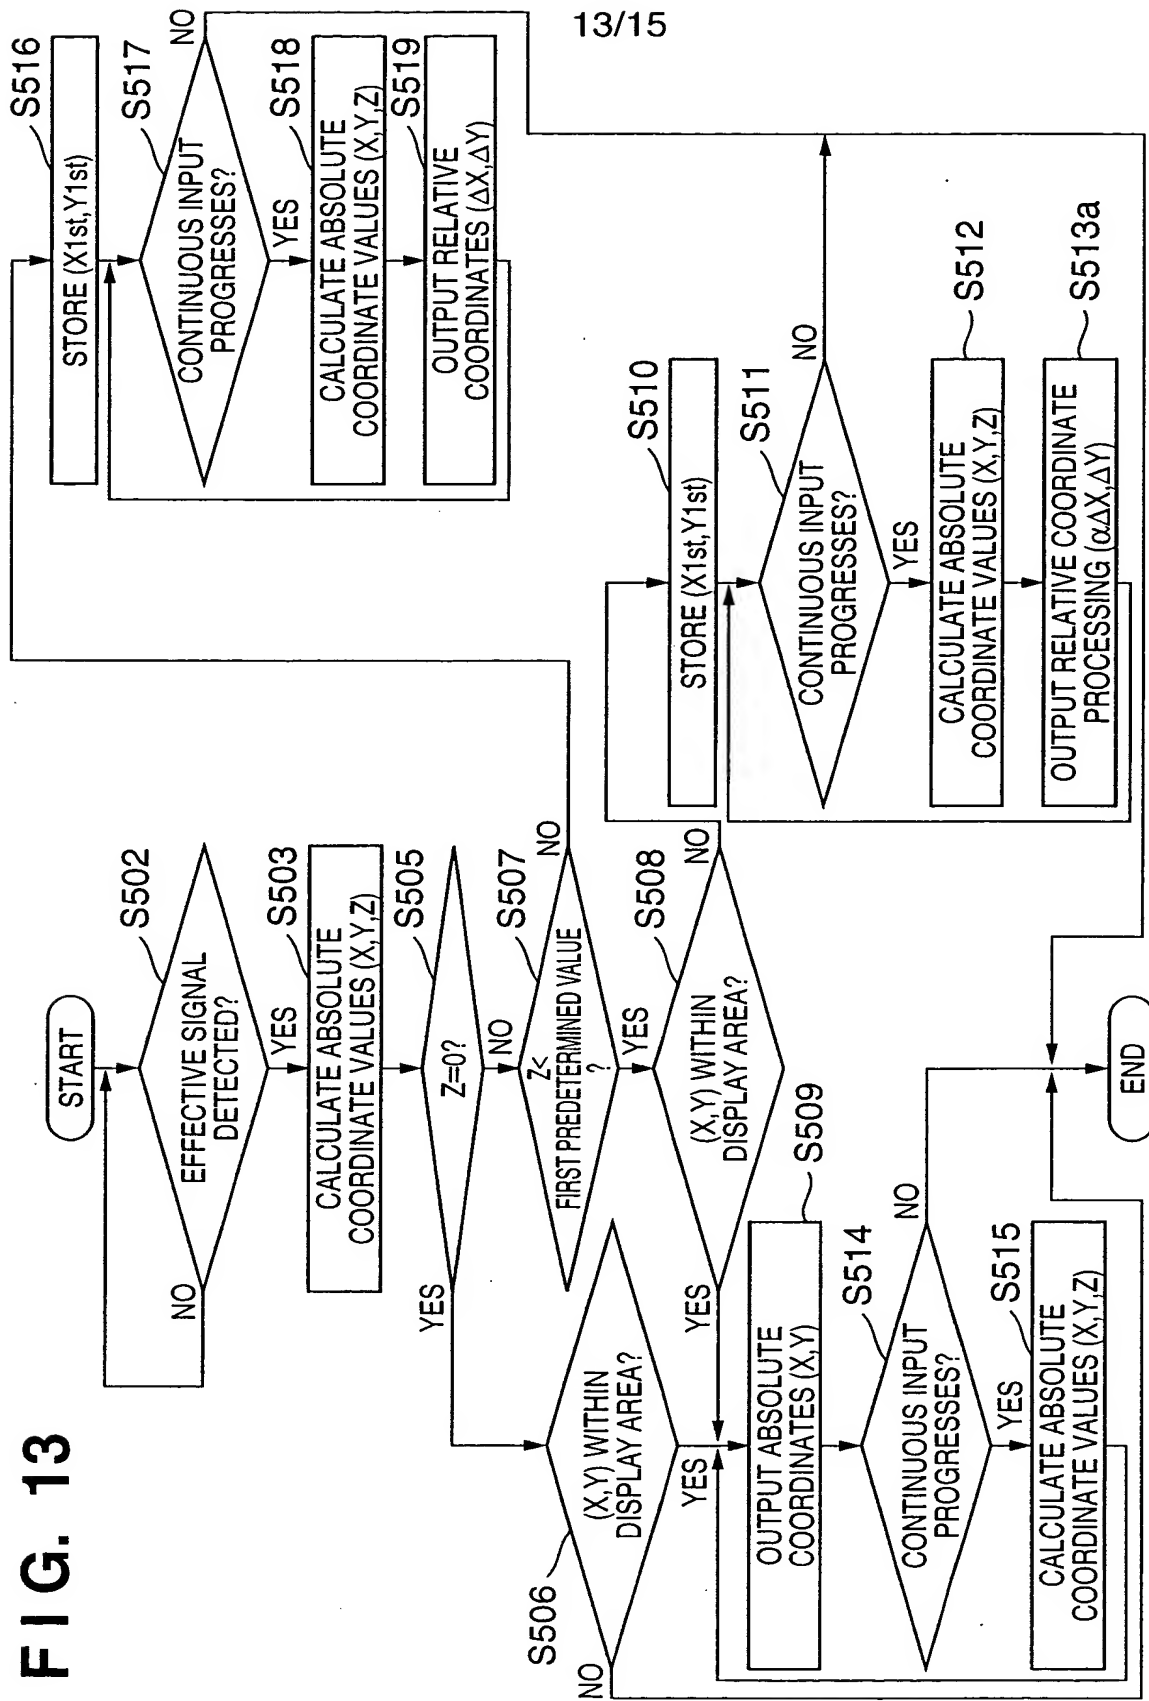 13/15
FIG. 13
START
S502
EFFECTIVE SIGNAL
DETECTED?
NO
YES
S503
CALCULATE ABSOLUTE
COORDINATE VALUES (X,Y,Z)
S505
Z=0?
YES
NO
S507
Z<
FIRST PREDETERMINED VALUE
?
NO
YES
S508
(X,Y) WITHIN
DISPLAY AREA?
NO
YES
S506
(X,Y) WITHIN
DISPLAY AREA?
NO
YES
S509
OUTPUT ABSOLUTE
COORDINATES (X,Y)
S514
CONTINUOUS INPUT
PROGRESSES?
NO
YES
S515
CALCULATE ABSOLUTE
COORDINATE VALUES (X,Y,Z)
S510
STORE (X1st,Y1st)
S511
CONTINUOUS INPUT
PROGRESSES?
NO
YES
S512
CALCULATE ABSOLUTE
COORDINATE VALUES (X,Y,Z)
S513a
OUTPUT RELATIVE COORDINATE
PROCESSING (αΔX,ΔY)
S516
STORE (X1st,Y1st)
S517
CONTINUOUS INPUT
PROGRESSES?
NO
YES
S518
CALCULATE ABSOLUTE
COORDINATE VALUES (X,Y,Z)
S519
OUTPUT RELATIVE
COORDINATES (ΔX,ΔY)
END